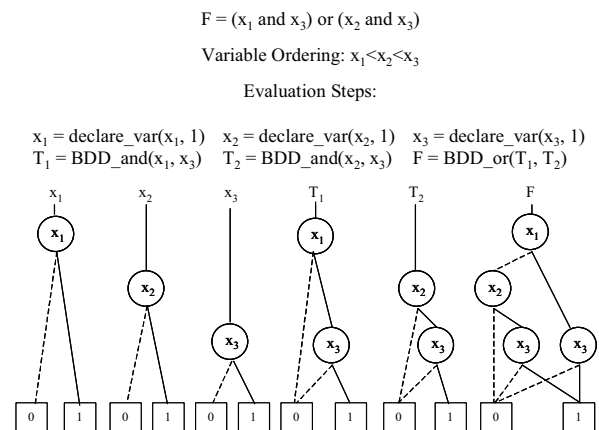 F = (x₁ and x₃) or (x₂ and x₃)
Variable Ordering: x₁<x₂<x₃
Evaluation Steps:
x₁ = declare_var(x₁, 1) x₂ = declare_var(x₂, 1) x₃ = declare_var(x₃, 1)
T₁ = BDD_and(x₁, x₃) T₂ = BDD_and(x₂, x₃) F = BDD_or(T₁, T₂)
x₁ x₂ x₃ T₁ T₂ F
x₁ x₁ x₁
x₂ x₂ x₂
x₃ x₃ x₃ x₃ x₃
0 1 0 1 0 1 0 1 0 1 0 1